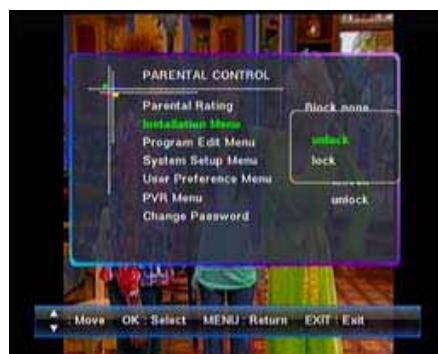 PARENTAL CONTROL
Parental Rating Block none
Installation Menu
Program Edit Menu unlock
System Setup Menu lock
User Preference Menu
PVR Menu unlock
Change Password
: Move OK : Select MENU : Return EXIT : Exit